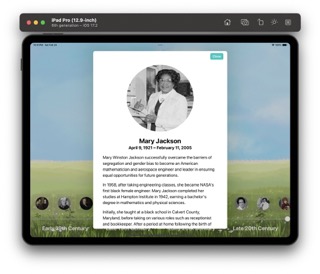 iPad Pro (12.9-inch)
6th generation – iOS 17.2
Close
Mary Jackson
April 9, 1921 – February 11, 2005
Mary Winston Jackson successfully overcame the barriers of
segregation and gender bias to become an American
mathematician and aerospace engineer and leader in ensuring
equal opportunities for future generations.
In 1958, after taking engineering classes, she became NASA's
first black female engineer. Mary Jackson completed her
studies at Hampton Institute in 1942, earning a bachelor's
degree in mathematics and physical sciences.
Initially, she taught at a black school in Calvert County,
Maryland, before taking on various roles such as receptionist
and bookkeeper. After a period at home following the birth of
Early 20th Century
Late 20th Century